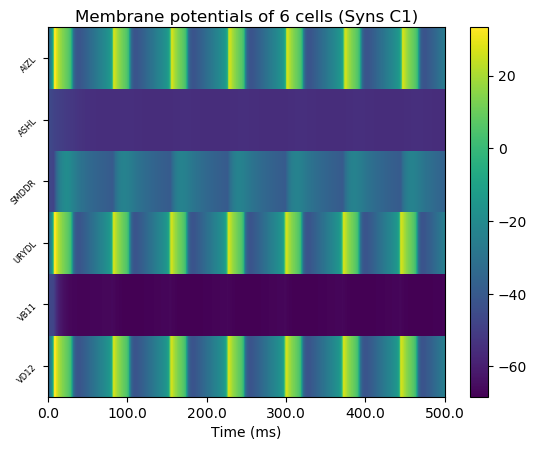 Membrane potentials of 6 cells (Syns C1)
AIZL
ASHL
SMDDR
URYDL
VB11
VD12
0.0
100.0
200.0
300.0
400.0
500.0
Time (ms)
20
0
−20
−40
−60